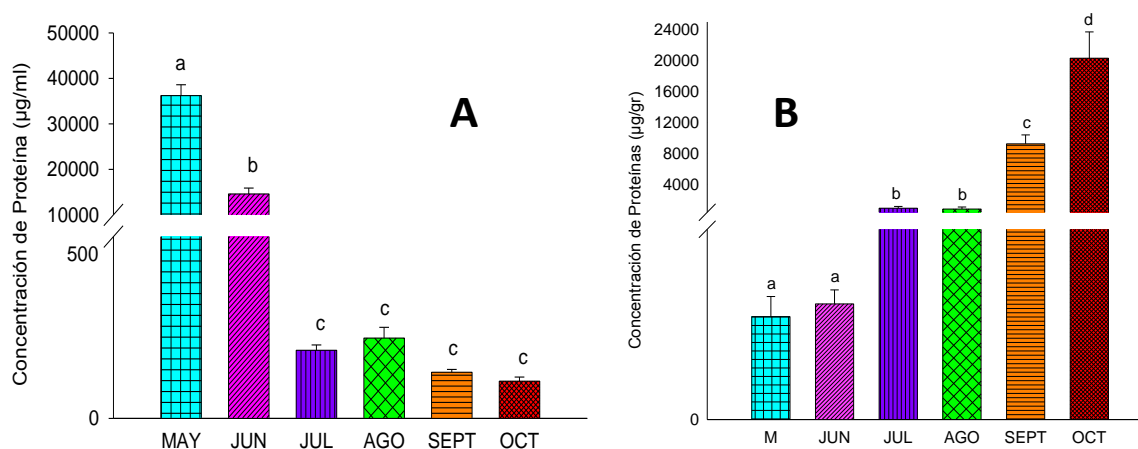 Concentración de Proteína (µg/ml)
50000
40000
30000
20000
10000
500
0
a
b
c
c
c
c
A
MAY JUN JUL AGO SEPT OCT
Concentración de Proteínas (µg/gr)
24000
20000
16000
12000
8000
4000
0
a
a
b
b
c
d
B
M JUN JUL AGO SEPT OCT